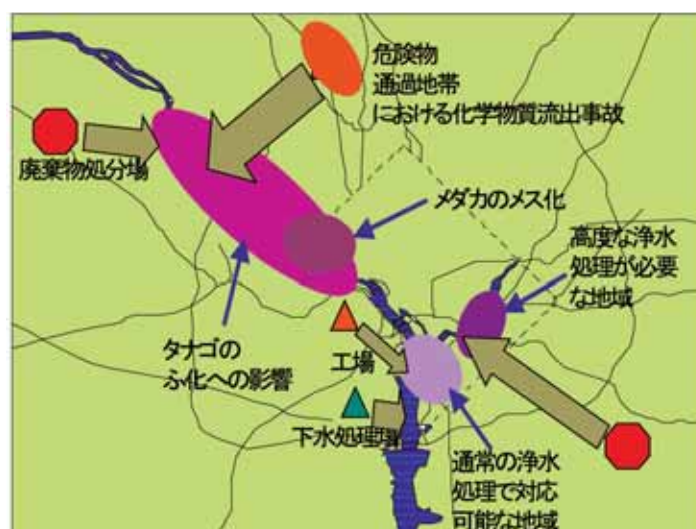 危険物
通過地帯
における化学物質流出事故
廃棄物処分場
メダカのメス化
高度な浄水
処理が必要
な地域
タナゴの
ふ化への影響
工場
下水処理場
通常の浄水
処理で対応
可能な地域